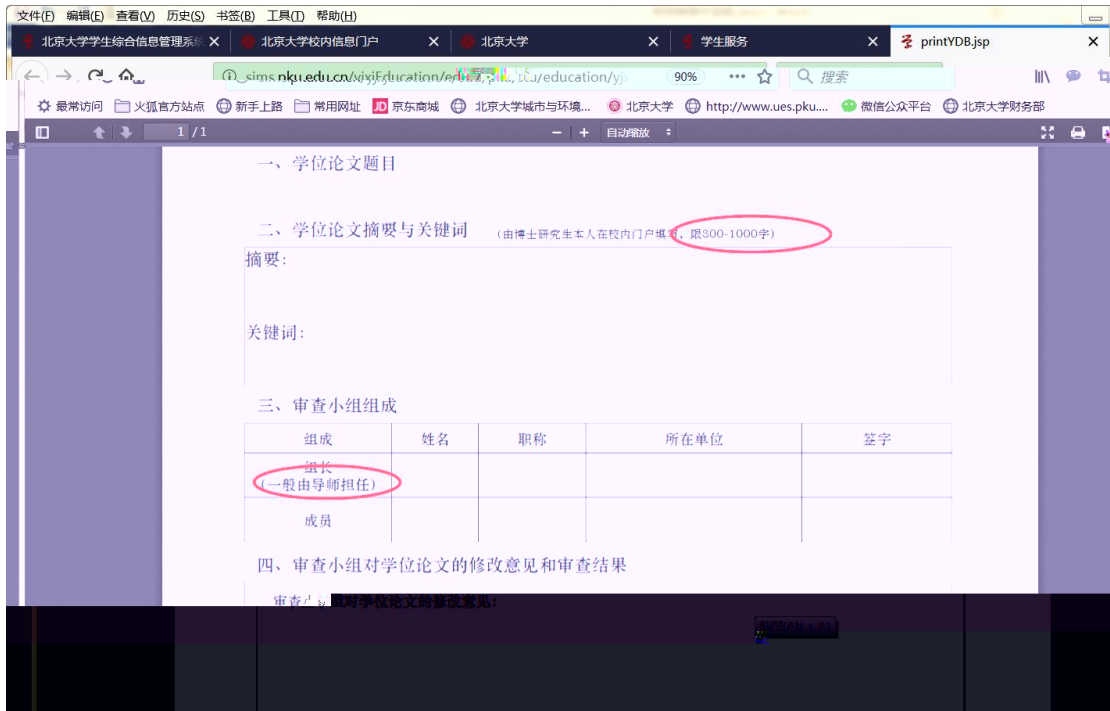 文件(F) 编辑(E) 查看(V) 历史(S) 书签(B) 工具(T) 帮助(H)
北京大学学生综合信息管理系统 北京大学校内信息门户 北京大学 学生服务 printYDB.jsp
sims.pku.edu.cn 90% 搜索
最常访问 火狐官方站点 新手上路 常用网址 JD 京东商城 北京大学城市与环境... 北京大学 http://www.ues.pku.... 微信公众平台 北京大学财务部
1 / 1 自动缩放
一、学位论文题目
二、学位论文摘要与关键词 (由博士研究生本人在校内门户填写，限800-1000字)
摘要:
关键词:
三、审查小组组成
组成 姓名 职称 所在单位 签字
组长
(一般由导师担任)
成员
四、审查小组对学位论文的修改意见和审查结果
审查小组对学位论文的修改意见: